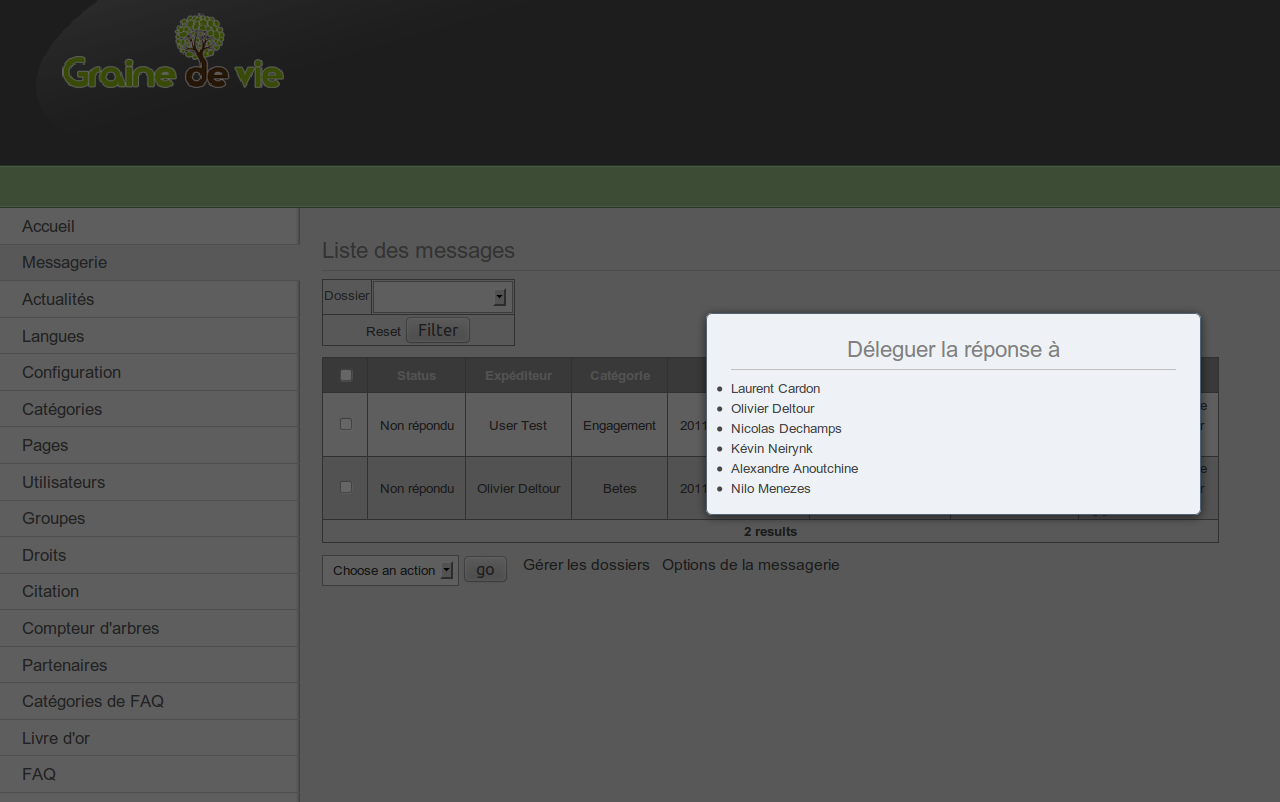 Graine de vie
Accueil
Messagerie
Actualités
Langues
Configuration
Catégories
Pages
Utilisateurs
Groupes
Droits
Citation
Compteur d'arbres
Partenaires
Catégories de FAQ
Livre d'or
FAQ
Liste des messages
Dossier
Reset Filter
Status Expéditeur Catégorie
Non répondu User Test Engagement 2011
Non répondu Olivier Deltour Betes 2011
2 results
Choose an action go Gérer les dossiers Options de la messagerie
Déleguer la réponse à
Laurent Cardon
Olivier Deltour
Nicolas Dechamps
Kévin Neirynk
Alexandre Anoutchine
Nilo Menezes